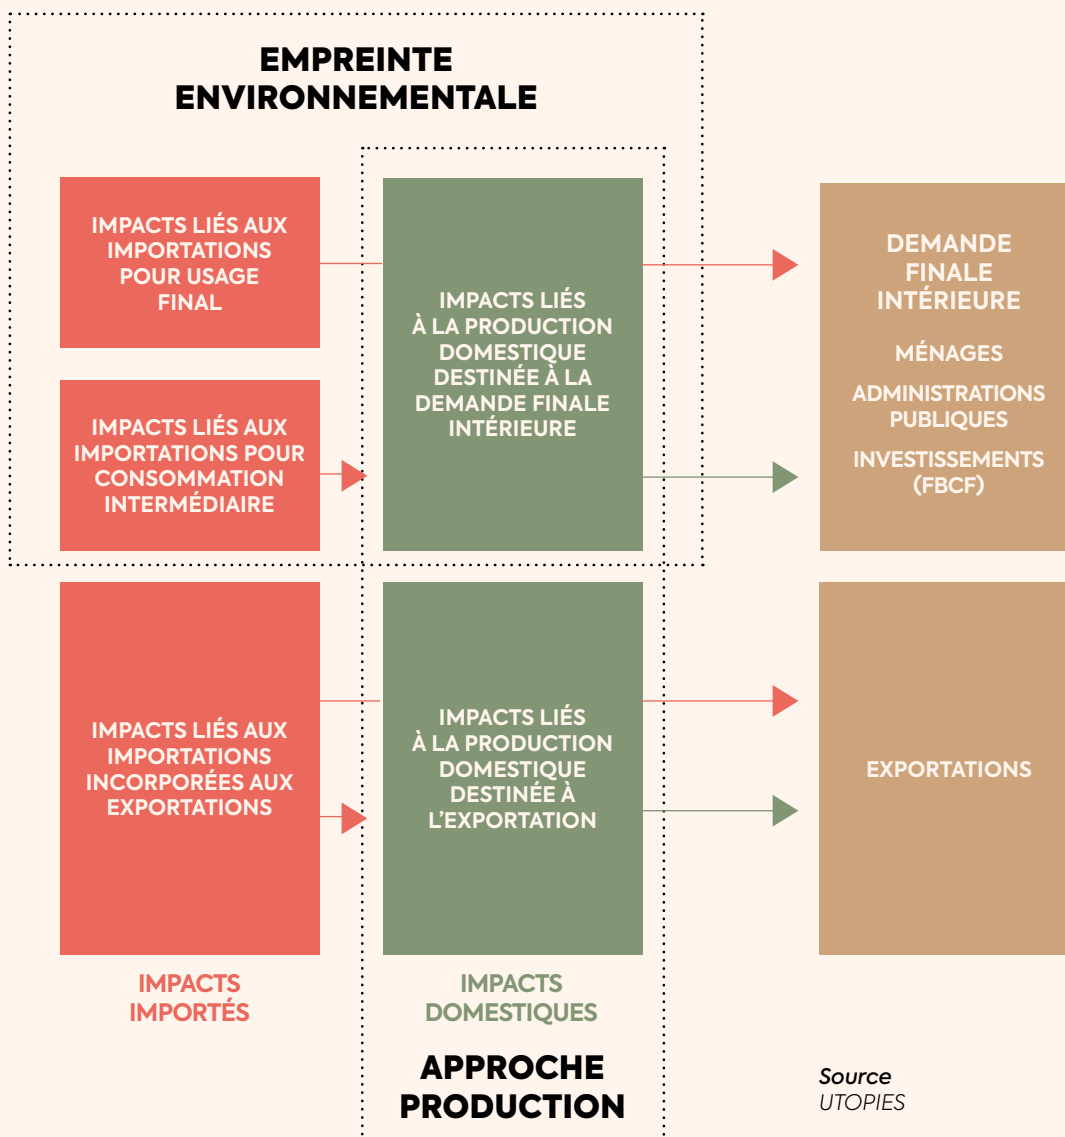 EMPREINTE
ENVIRONNEMENTALE
IMPACTS LIÉS AUX
IMPORTATIONS
POUR USAGE
FINAL
IMPACTS LIÉS AUX
IMPORTATIONS POUR
CONSOMMATION
INTERMÉDIAIRE
IMPACTS LIÉS
À LA PRODUCTION
DOMESTIQUE
DESTINÉE À LA
DEMANDE FINALE
INTÉRIEURE
DEMANDE
FINALE
INTÉRIEURE
MÉNAGES
ADMINISTRATIONS
PUBLIQUES
INVESTISSEMENTS
(FBCF)
IMPACTS LIÉS AUX
IMPORTATIONS
INCORPORÉES AUX
EXPORTATIONS
IMPACTS LIÉS
À LA PRODUCTION
DOMESTIQUE
DESTINÉE À
L’EXPORTATION
EXPORTATIONS
IMPACTS
IMPORTÉS
IMPACTS
DOMESTIQUES
APPROCHE
PRODUCTION
Source
UTOPIES